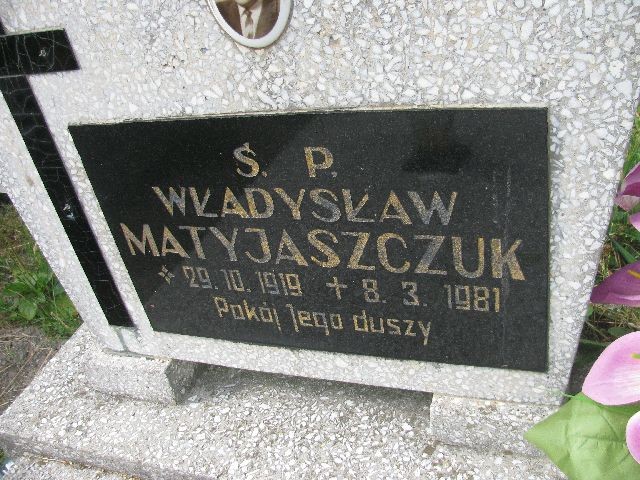 Ś. P.
WŁADYSŁAW
MATYJASZCZUK
* 29. 10. 1919. + 8. 3. 1981
Pokój jego duszy